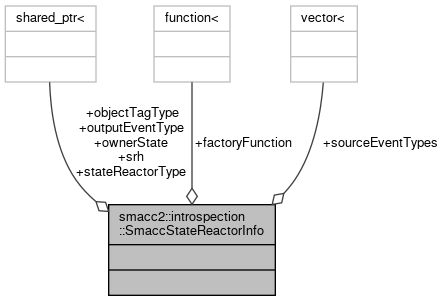 shared_ptr<
function<
vector<
+objectTagType
+outputEventType
+ownerState
+srh
+stateReactorType
+factoryFunction
+sourceEventTypes
smacc2::introspection
::SmaccStateReactorInfo